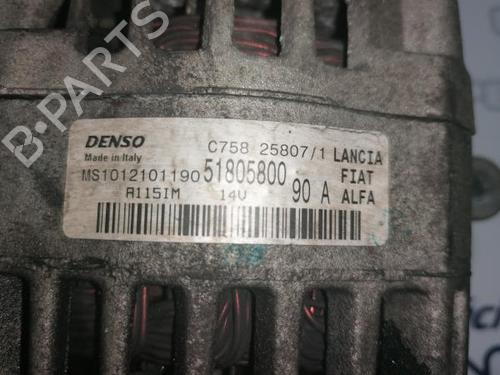 B-PARTS
DENSO C758 25807/1 LANCIA
Made in Italy
MS1012101190 51805800 FIAT
A115IM 14V 90 A ALFA